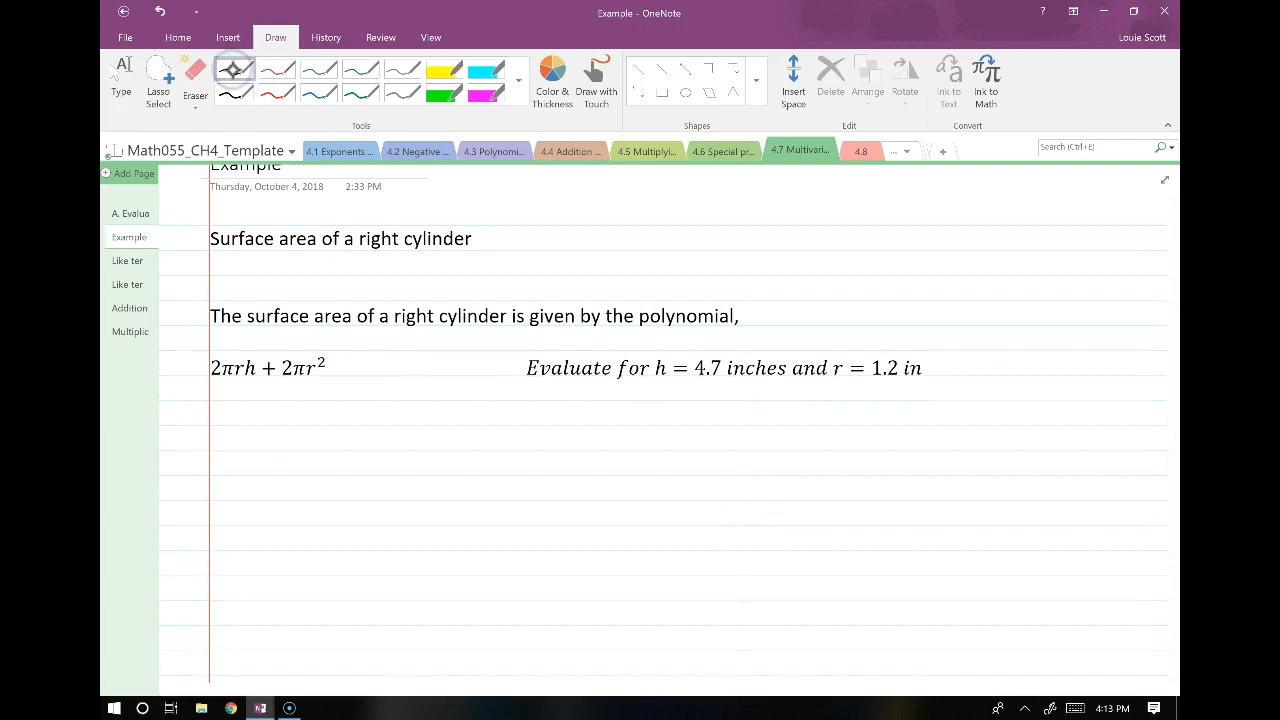 Example - OneNote
?
File Home Insert Draw History Review View
Louie Scott
Type
Lasso Select
Eraser
Color & Thickness
Draw with Touch
Insert Space
Delete
Arrange
Rotate
Ink to Text
Ink to Math
Tools
Shapes
Edit
Convert
Math055_CH4_Template
4.1 Exponents ...
4.2 Negative ...
4.3 Polynomi...
4.4 Addition ...
4.5 Multiplyi...
4.6 Special pr...
4.7 Multivari...
4.8
...
+
Search (Ctrl+E)
Add Page
Example
Thursday, October 4, 2018 2:33 PM
A. Evalua
Example
Like ter
Like ter
Addition
Multiplic
Surface area of a right cylinder
The surface area of a right cylinder is given by the polynomial,
2πrh + 2πr² Evaluate for h = 4.7 inches and r = 1.2 in
4:13 PM